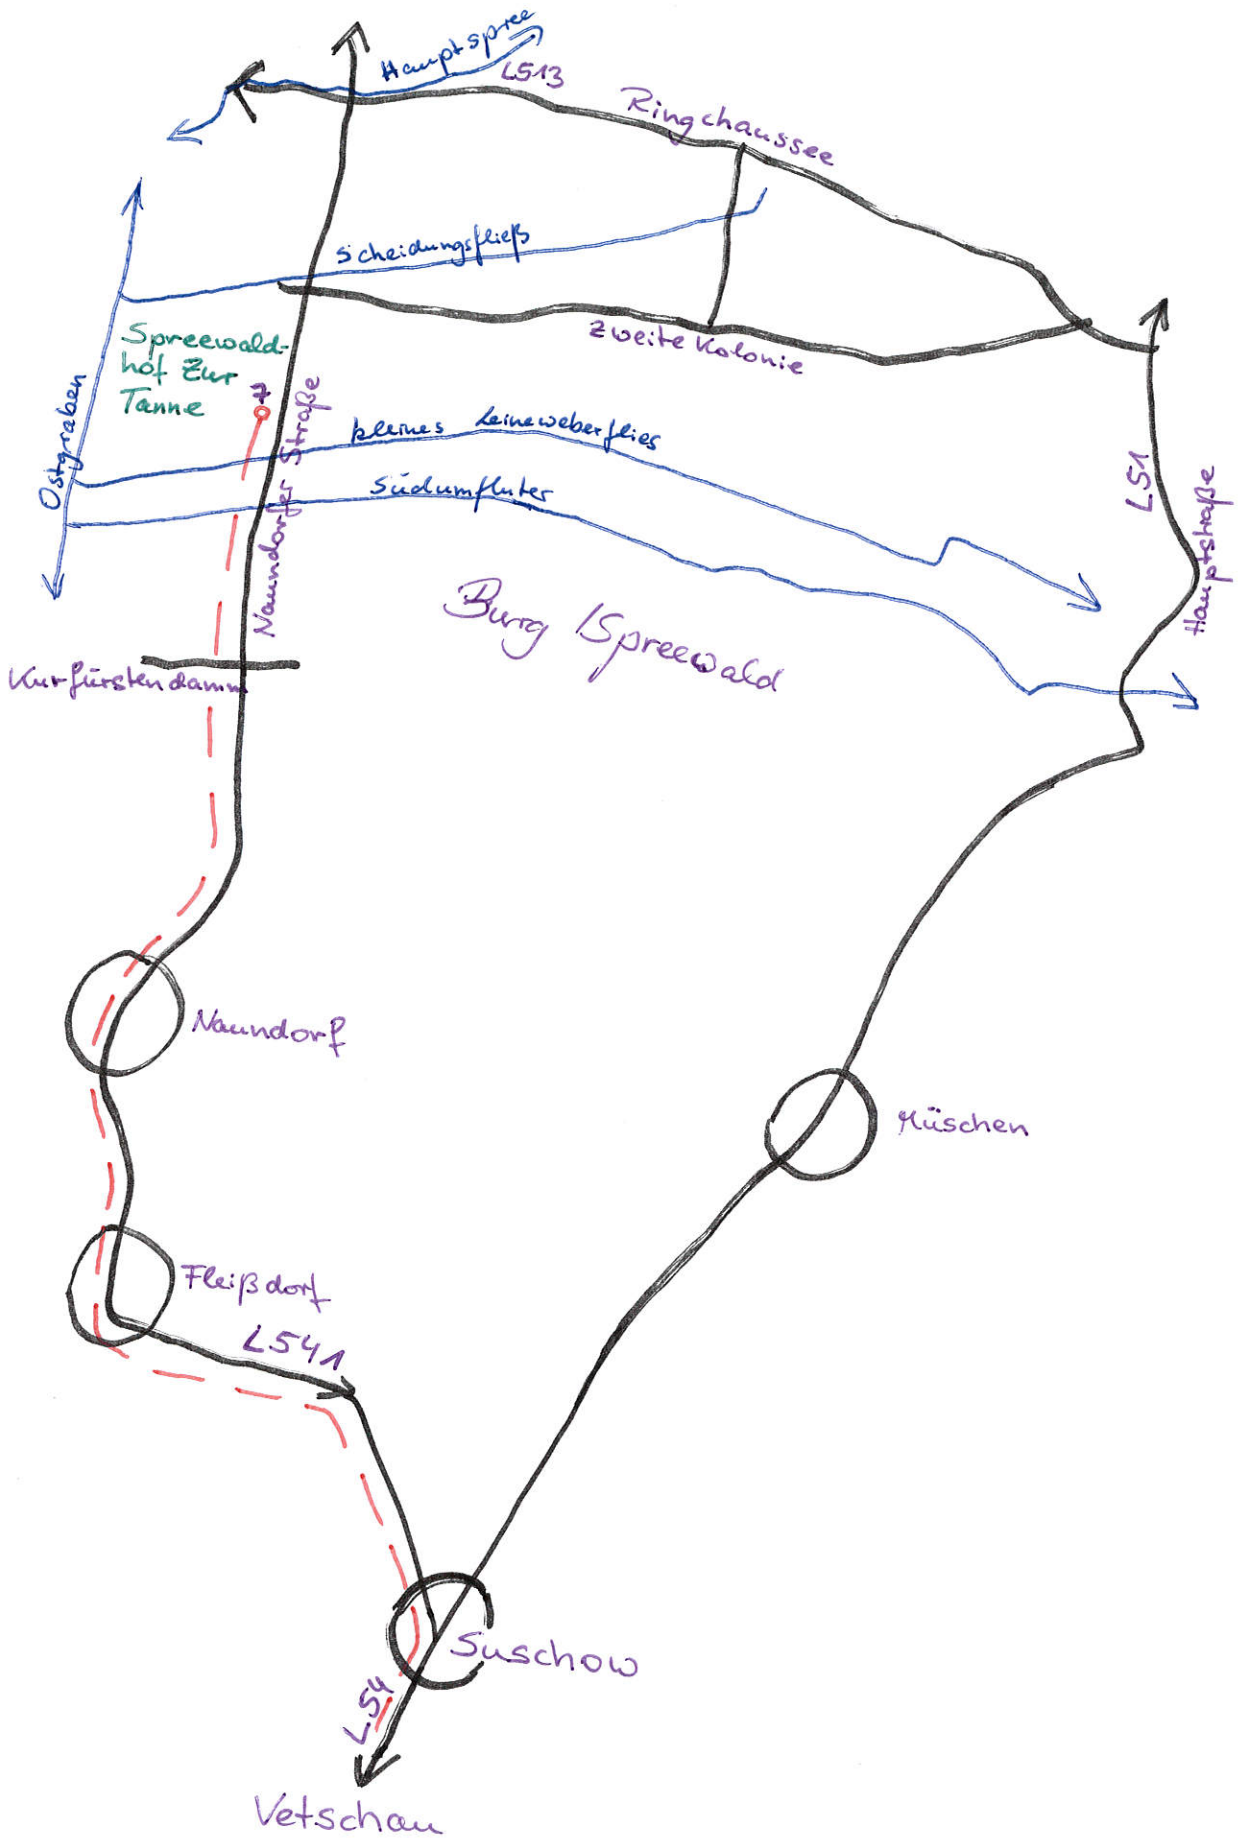 Hauptspree
L513
Ringchaussee
Scheidungsfließ
Zweite Kolonie
Spreewald-
hof Zur
Tanne
7
Ostgraben
Naundorfer Straße
kleines Leineweberflies
Südumfluter
L51
Hauptstraße
Burg /Spreewald
Kurfürstendamm
Naundorf
Müschen
Fleißdorf
L541
Suschow
L54
Vetschau